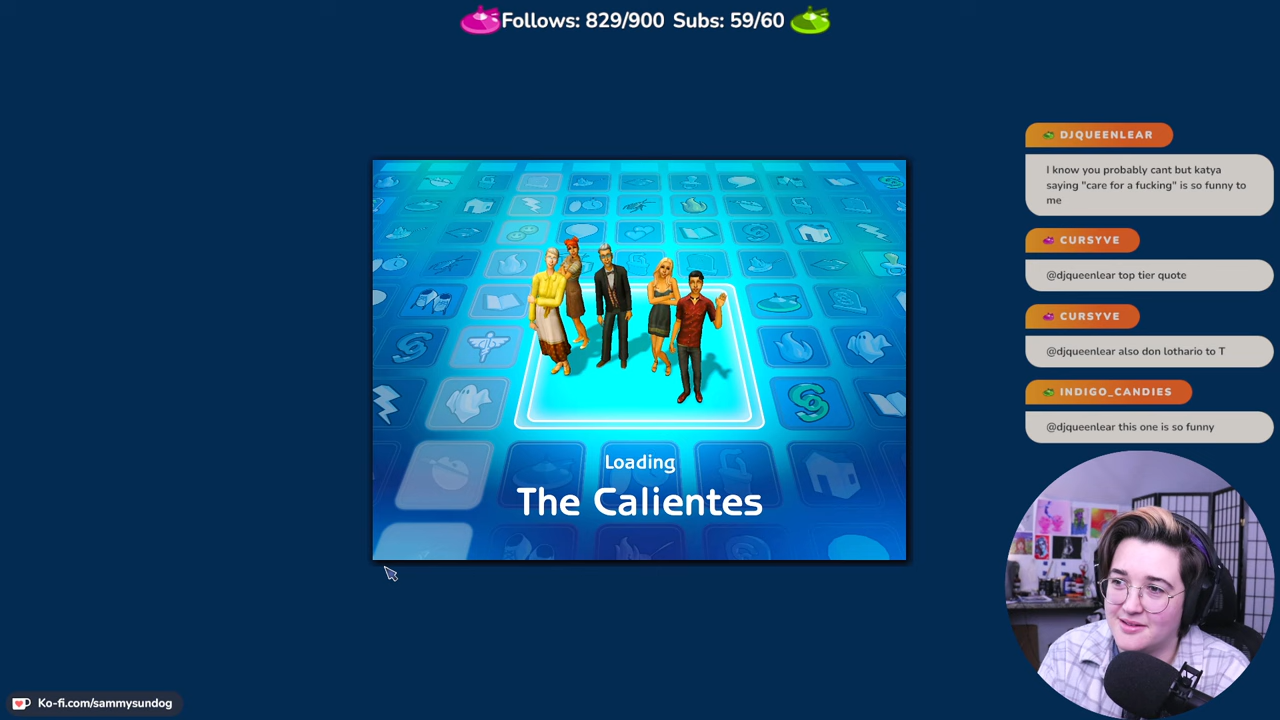 Follows: 829/900 Subs: 59/60
DJQUEENLEAR
I know you probably cant but katya
saying "care for a fucking" is so funny to
me
CURSYVE
@djqueenlear top tier quote
CURSYVE
@djqueenlear also don lothario to T
INDIGO_CANDIES
@djqueenlear this one is so funny
Loading
The Calientes
Ko-fi.com/sammysundog